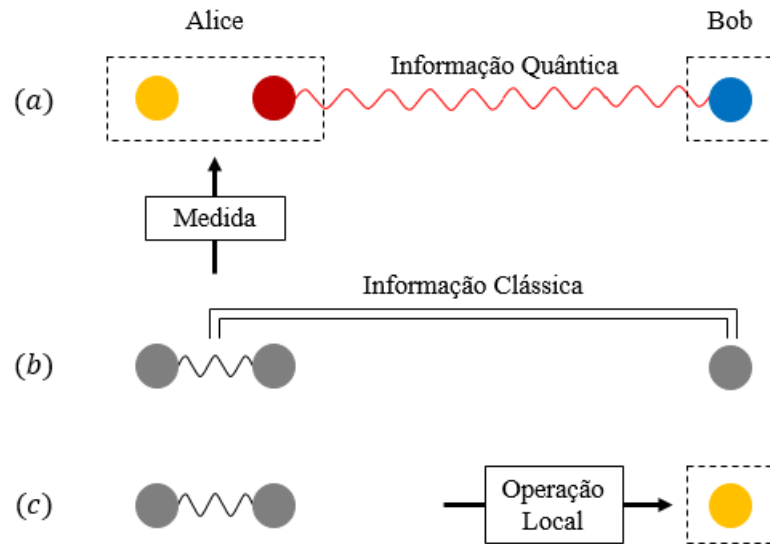 Alice
Bob
Informação Quântica
(a)
Medida
Informação Clássica
(b)
(c)
Operação
Local